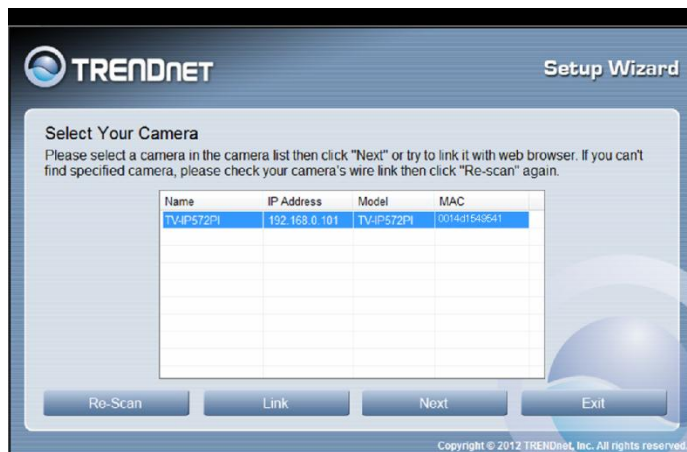 TRENDNET
Setup Wizard
Select Your Camera
Please select a camera in the camera list then click "Next" or try to link it with web browser. If you can't
find specified camera, please check your camera's wire link then click "Re-scan" again.
Name IP Address Model MAC
TV-IP572PI 192.168.0.101 TV-IP572PI 0014d1549541
Re-Scan Link Next Exit
Copyright © 2012 TRENDnet, Inc. All rights reserved.